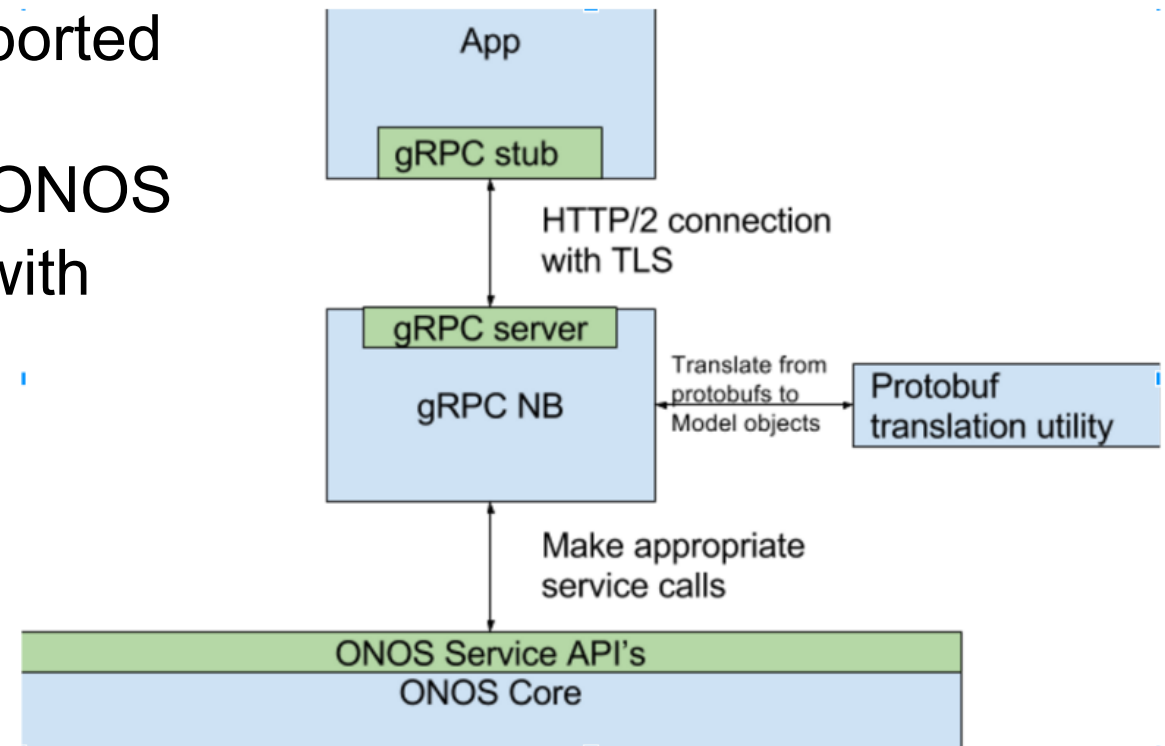 ported
ONOS
with
App
gRPC stub
HTTP/2 connection
with TLS
gRPC server
gRPC NB
Translate from
protobufs to
Model objects
Protobuf
translation utility
Make appropriate
service calls
ONOS Service API's
ONOS Core